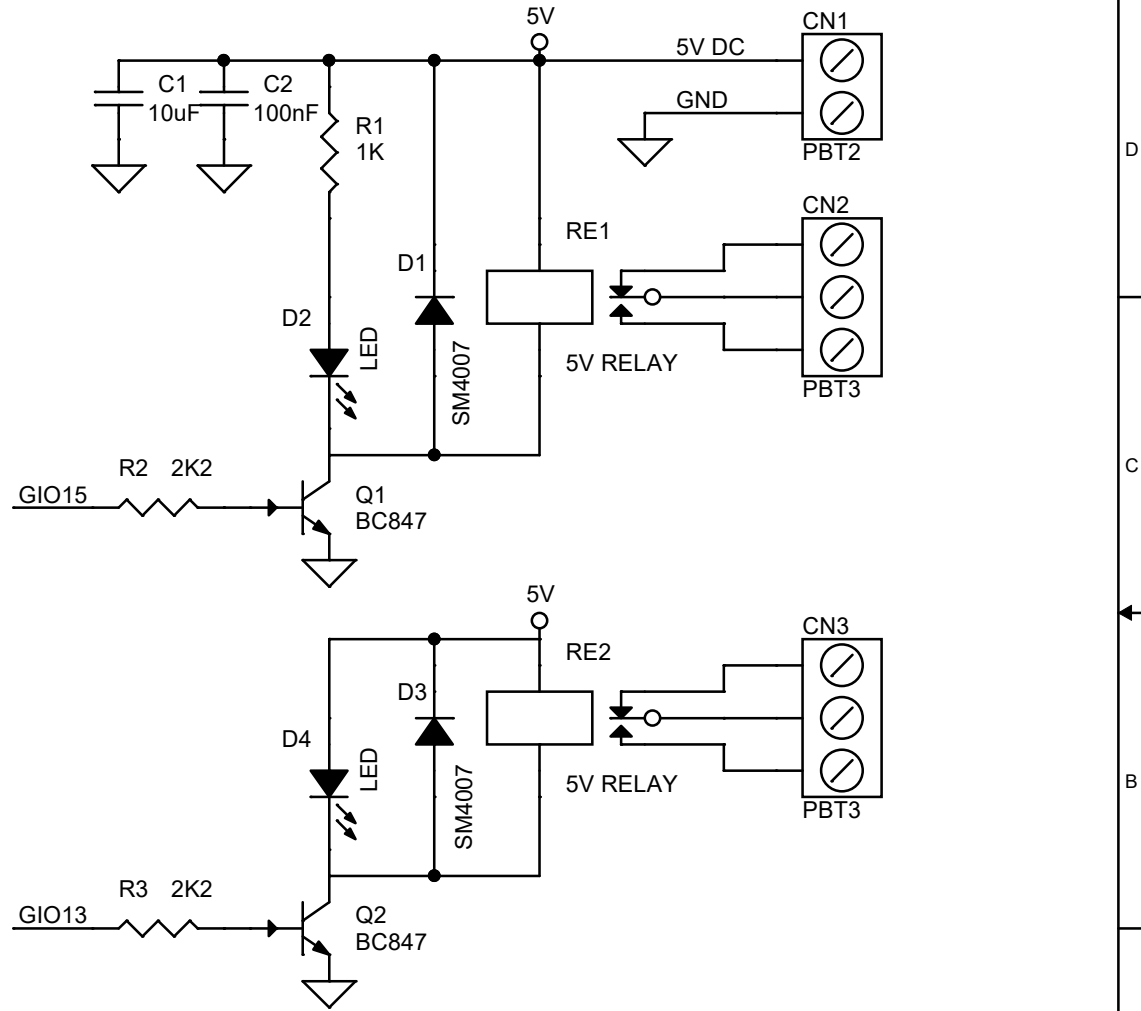 5V
CN1
5V DC
C1
10uF
C2
100nF
R1
1K
GND
PBT2
D
CN2
RE1
D1
D2
LED
SM4007
5V RELAY
PBT3
R2 2K2
C
GIO15
Q1
BC847
5V
CN3
RE2
D3
D4
LED
SM4007
5V RELAY
B
PBT3
R3 2K2
GIO13
Q2
BC847